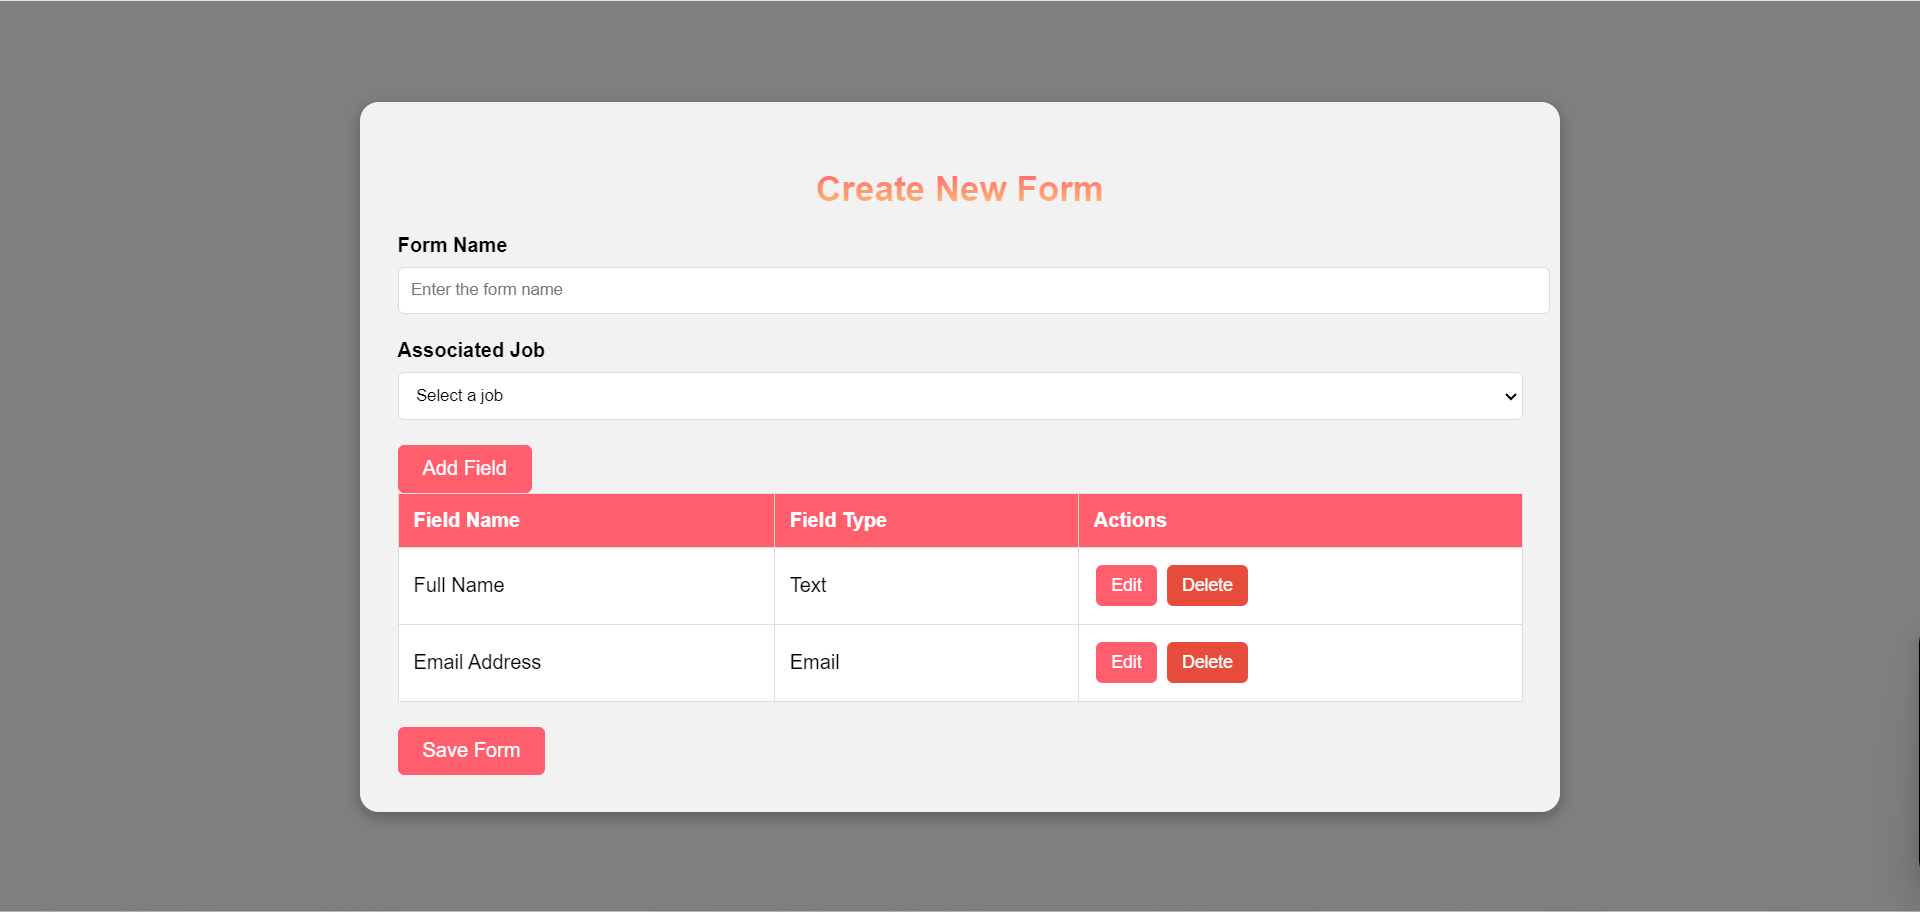 Create New Form
Form Name
Enter the form name
Associated Job
Select a job
Add Field
Field Name Field Type Actions
Full Name Text Edit Delete
Email Address Email Edit Delete
Save Form